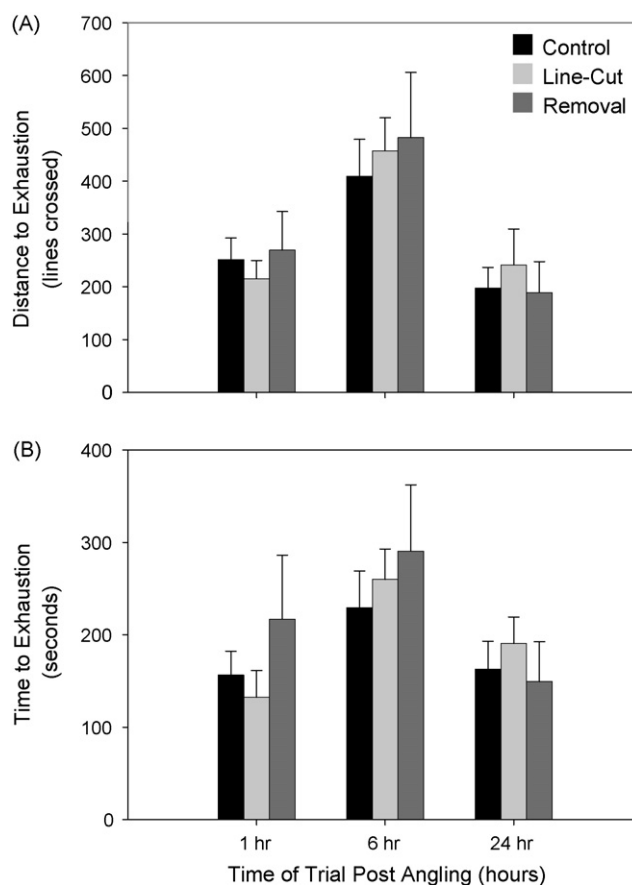 (A)
700
600
500
400
300
200
100
0
Distance to Exhaustion
(lines crossed)
Control
Line-Cut
Removal
(B)
400
300
200
100
0
Time to Exhaustion
(seconds)
1 hr 6 hr 24 hr
Time of Trial Post Angling (hours)